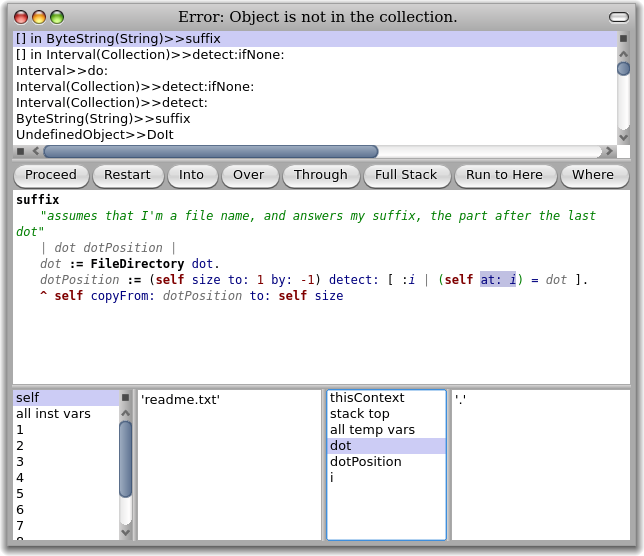 Error: Object is not in the collection.
[] in ByteString(String)>>suffix
[] in Interval(Collection)>>detect:ifNone:
Interval>>do:
Interval(Collection)>>detect:ifNone:
Interval(Collection)>>detect:
ByteString(String)>>suffix
UndefinedObject>>DoIt
Proceed Restart Into Over Through Full Stack Run to Here Where
suffix
"assumes that I'm a file name, and answers my suffix, the part after the last
dot"
| dot dotPosition |
dot := FileDirectory dot.
dotPosition := (self size to: 1 by: -1) detect: [ :i | (self at: i) = dot ].
^ self copyFrom: dotPosition to: self size
self
all inst vars
1
2
3
4
5
6
7
8
'readme.txt'
thisContext
stack top
all temp vars
dot
dotPosition
i
'.'